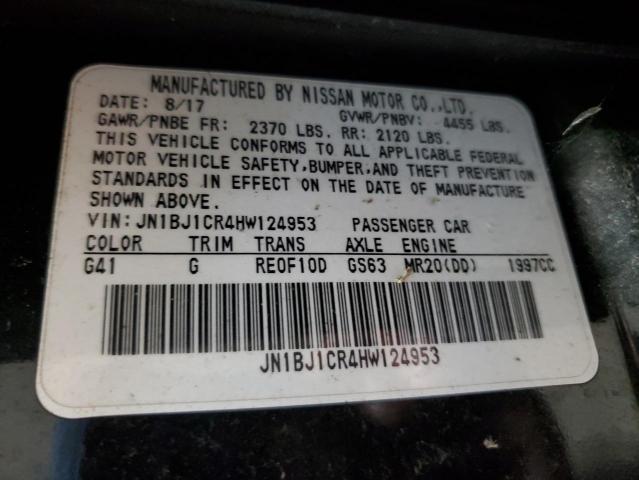 MANUFACTURED BY NISSAN MOTOR CO.,LTD.
DATE: 8/17 GVWR/PNBV: 4455 LBS.
GAWR/PNBE FR: 2370 LBS. RR: 2120 LBS.
THIS VEHICLE CONFORMS TO ALL APPLICABLE FEDERAL
MOTOR VEHICLE SAFETY,BUMPER,AND THEFT PREVENTION
STANDARDS IN EFFECT ON THE DATE OF MANUFACTURE
SHOWN ABOVE.
VIN: JN1BJ1CR4HW124953 PASSENGER CAR
COLOR TRIM TRANS AXLE ENGINE
G41 G RE0F10D GS63 MR20(DD) 1997CC
JN1BJ1CR4HW124953